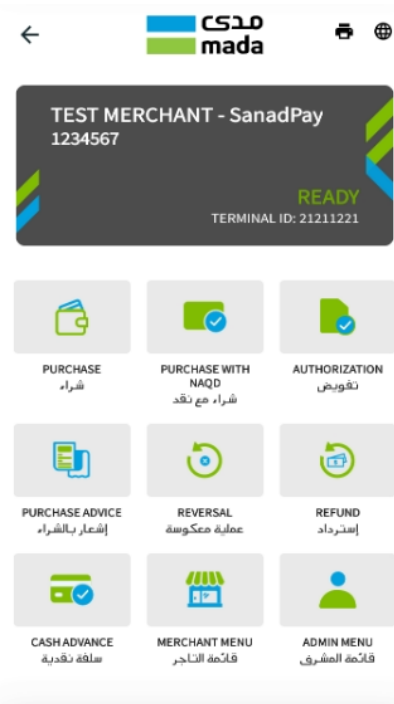 مدى
mada
TEST MERCHANT - SanadPay
1234567
READY
TERMINAL ID: 21211221
PURCHASE
شراء
PURCHASE WITH
NAQD
شراء مع نقد
AUTHORIZATION
تفويض
PURCHASE ADVICE
إشعار بالشراء
REVERSAL
عملية معكوسة
REFUND
إسترداد
CASH ADVANCE
سلفة نقدية
MERCHANT MENU
قائمة التاجر
ADMIN MENU
قائمة المشرف